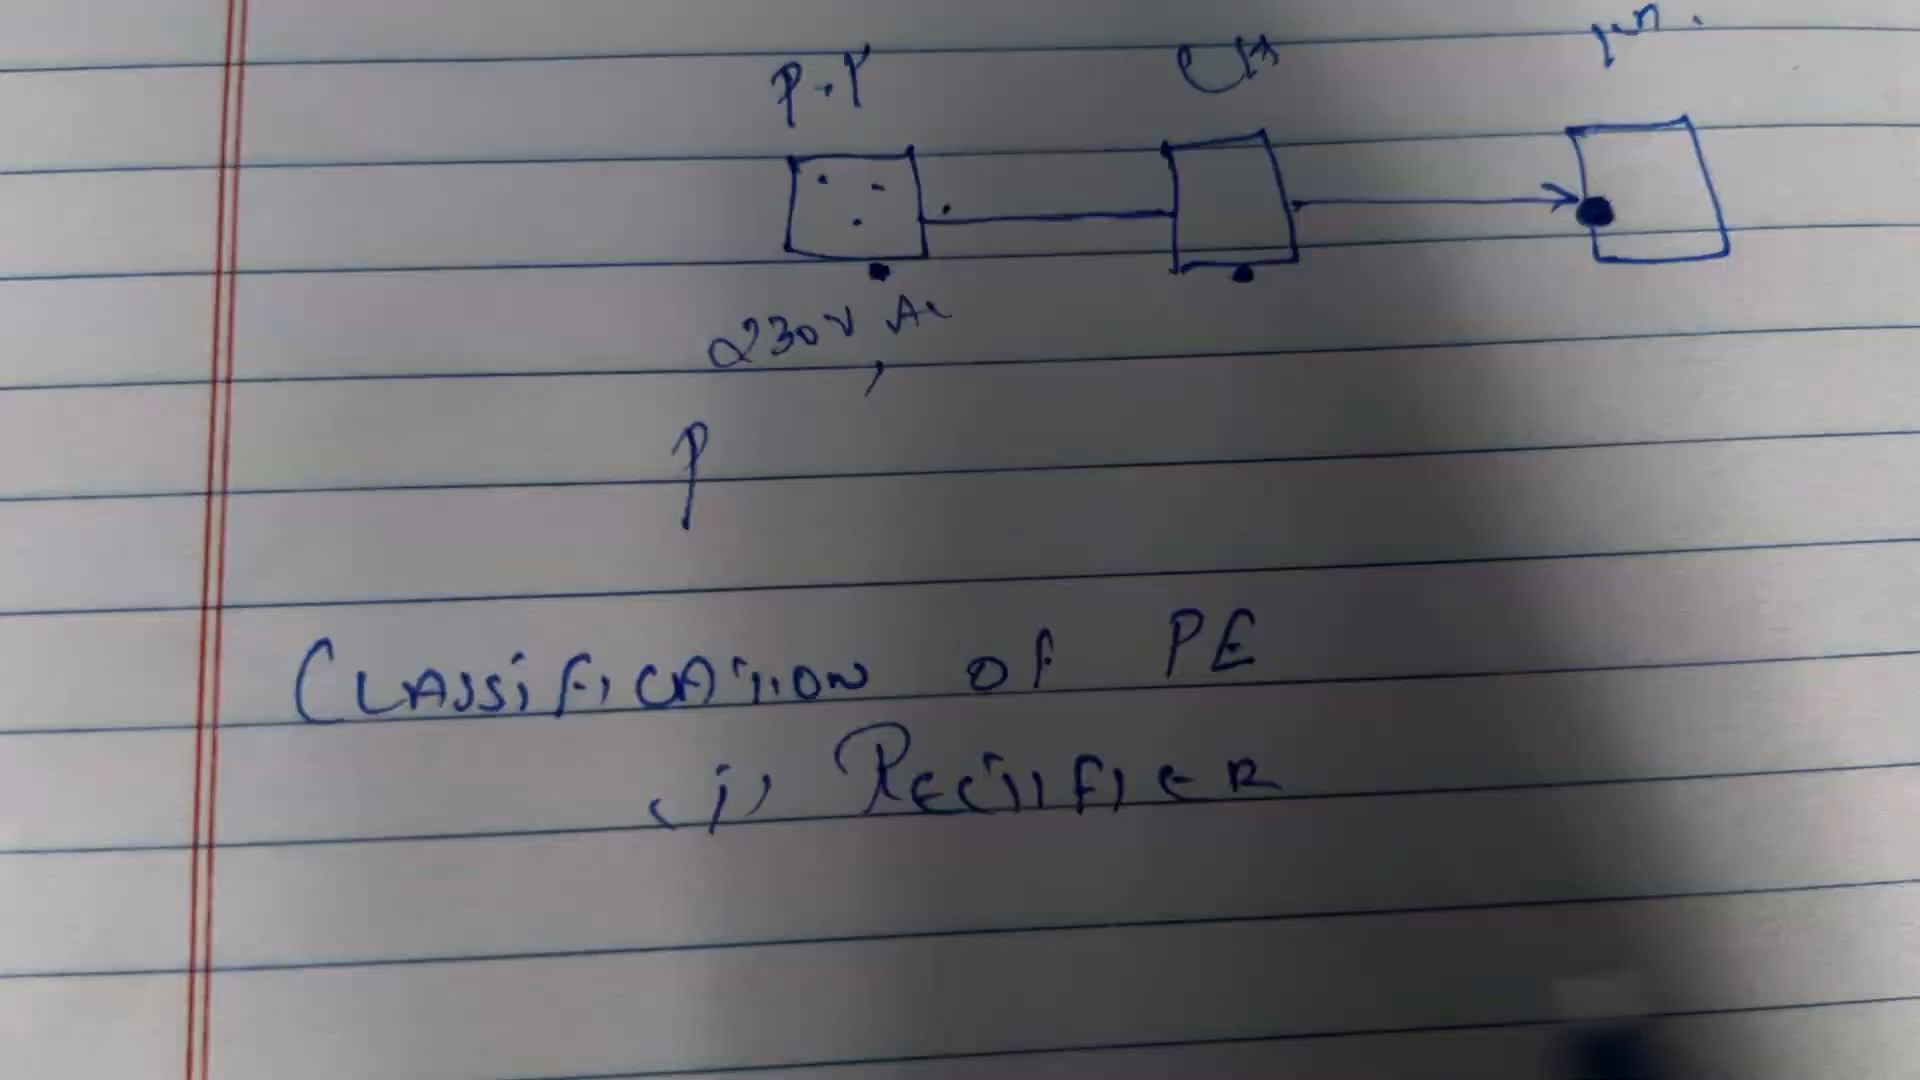 P.P
230V AC
P
CLASSIFICATION OF PE
(i) RECTIFIER